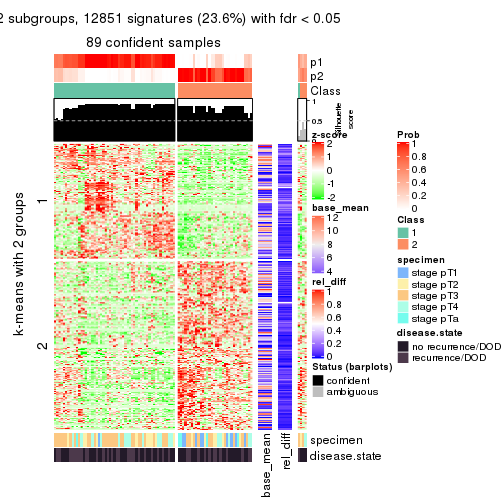 2 subgroups, 12851 signatures (23.6%) with fdr < 0.05
89 confident samples
p1
p2
Class
1
0.5
0
Silhouette
score
k-means with 2 groups
1
2
z-score
2
1
0
-1
-2
base_mean
12
10
8
6
4
rel_diff
1
0.8
0.6
0.4
0.2
0
Status (barplots)
confident
ambiguous
Prob
1
0.8
0.6
0.4
0.2
0
Class
1
2
specimen
stage pT1
stage pT2
stage pT3
stage pT4
stage pTa
disease.state
no recurrence/DOD
recurrence/DOD
specimen
disease.state
base_mean
rel_diff